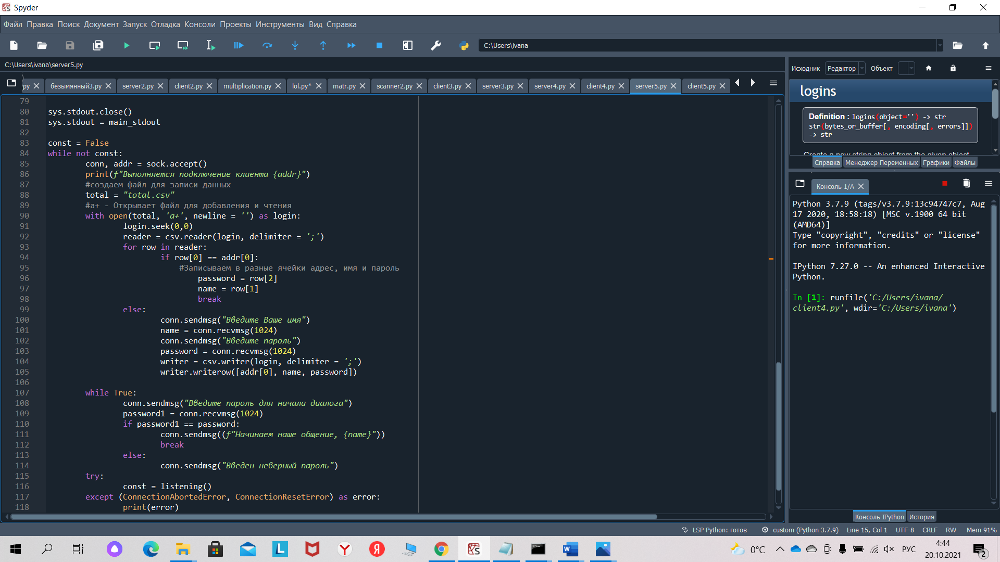 Spyder
Файл Правка Поиск Документ Запуск Отладка Консоли Проекты Инструменты Вид Справка
C:\Users\ivana
C:\Users\ivana\server5.py
py безымянный3.py server2.py client2.py multiplication.py lol.py* matr.py scanner2.py client3.py server3.py server4.py client4.py server5.py client5.py
79
80 sys.stdout.close()
81 sys.stdout = main_stdout
82
83 const = False
84 while not const:
85 conn, addr = sock.accept()
86 print(f"Выполняется подключение клиента {addr}")
87 #создаем файл для записи данных
88 total = "total.csv"
89 #a+ - Открывает файл для добавления и чтения
90 with open(total, 'a+', newline = '') as login:
91 login.seek(0,0)
92 reader = csv.reader(login, delimiter = ';')
93 for row in reader:
94 if row[0] == addr[0]:
95 #Записываем в разные ячейки адрес, имя и пароль
96 password = row[2]
97 name = row[1]
98 break
99 else:
100 conn.sendmsg("Введите Ваше имя")
101 name = conn.recvmsg(1024)
102 conn.sendmsg("Введите пароль")
103 password = conn.recvmsg(1024)
104 writer = csv.writer(login, delimiter = ';')
105 writer.writerow([addr[0], name, password])
106
107 while True:
108 conn.sendmsg("Введите пароль для начала диалога")
109 password1 = conn.recvmsg(1024)
110 if password1 == password:
111 conn.sendmsg((f"Начинаем наше общение, {name}"))
112 break
113 else:
114 conn.sendmsg("Введен неверный пароль")
115 try:
116 const = listening()
117 except (ConnectionAbortedError, ConnectionResetError) as error:
118 print(error)
Исходник Редактор Объект
logins
Definition : logins(object='') -> str
str(bytes_or_buffer[, encoding[, errors]])
-> str
Create a new string object from the given object.
Справка Менеджер Переменных Графики Файлы
Консоль 1/A
Python 3.7.9 (tags/v3.7.9:13c94747c7, Aug
17 2020, 18:58:18) [MSC v.1900 64 bit
(AMD64)]
Type "copyright", "credits" or "license"
for more information.
IPython 7.27.0 -- An enhanced Interactive
Python.
In [1]: runfile('C:/Users/ivana/
client4.py', wdir='C:/Users/ivana')
Консоль IPython История
LSP Python: готов custom (Python 3.7.9) Line 15, Col 1 UTF-8 CRLF RW Mem 91%
0°C РУС 4:44
20.10.2021
2